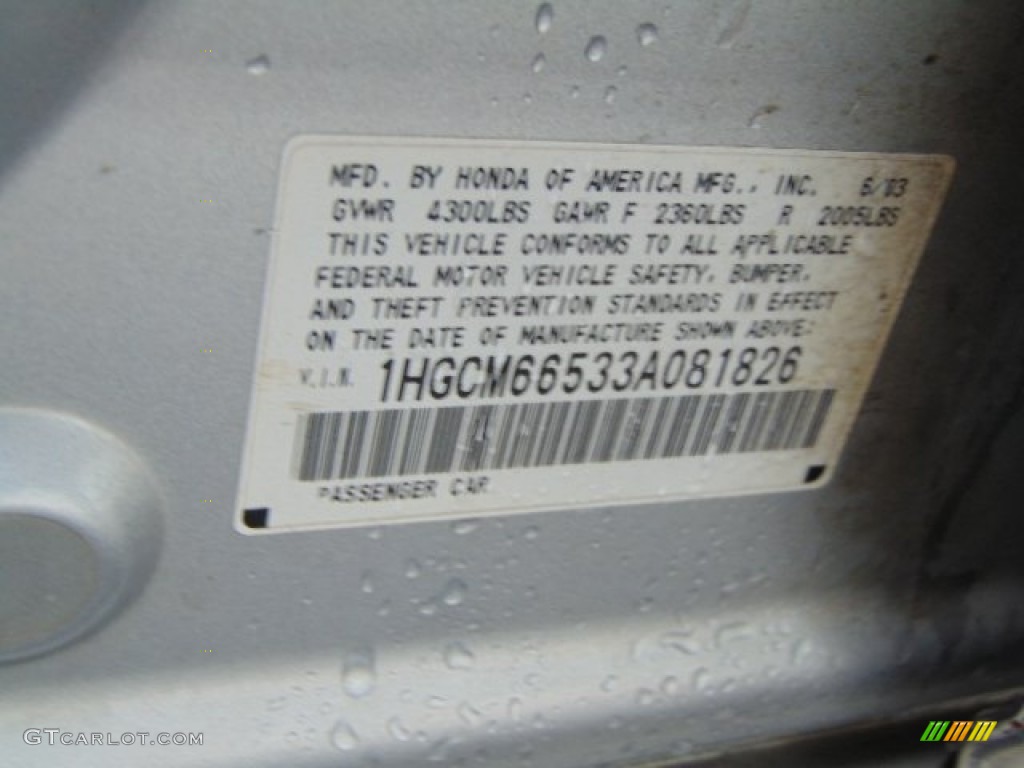 MFD. BY HONDA OF AMERICA MFG., INC. 6/03
GVWR 4300LBS GAWR F 2360LBS R 2005LBS
THIS VEHICLE CONFORMS TO ALL APPLICABLE
FEDERAL MOTOR VEHICLE SAFETY, BUMPER,
AND THEFT PREVENTION STANDARDS IN EFFECT
ON THE DATE OF MANUFACTURE SHOWN ABOVE:
V.I.N. 1HGCM66533A081826
PASSENGER CAR
GTCARLOT.COM